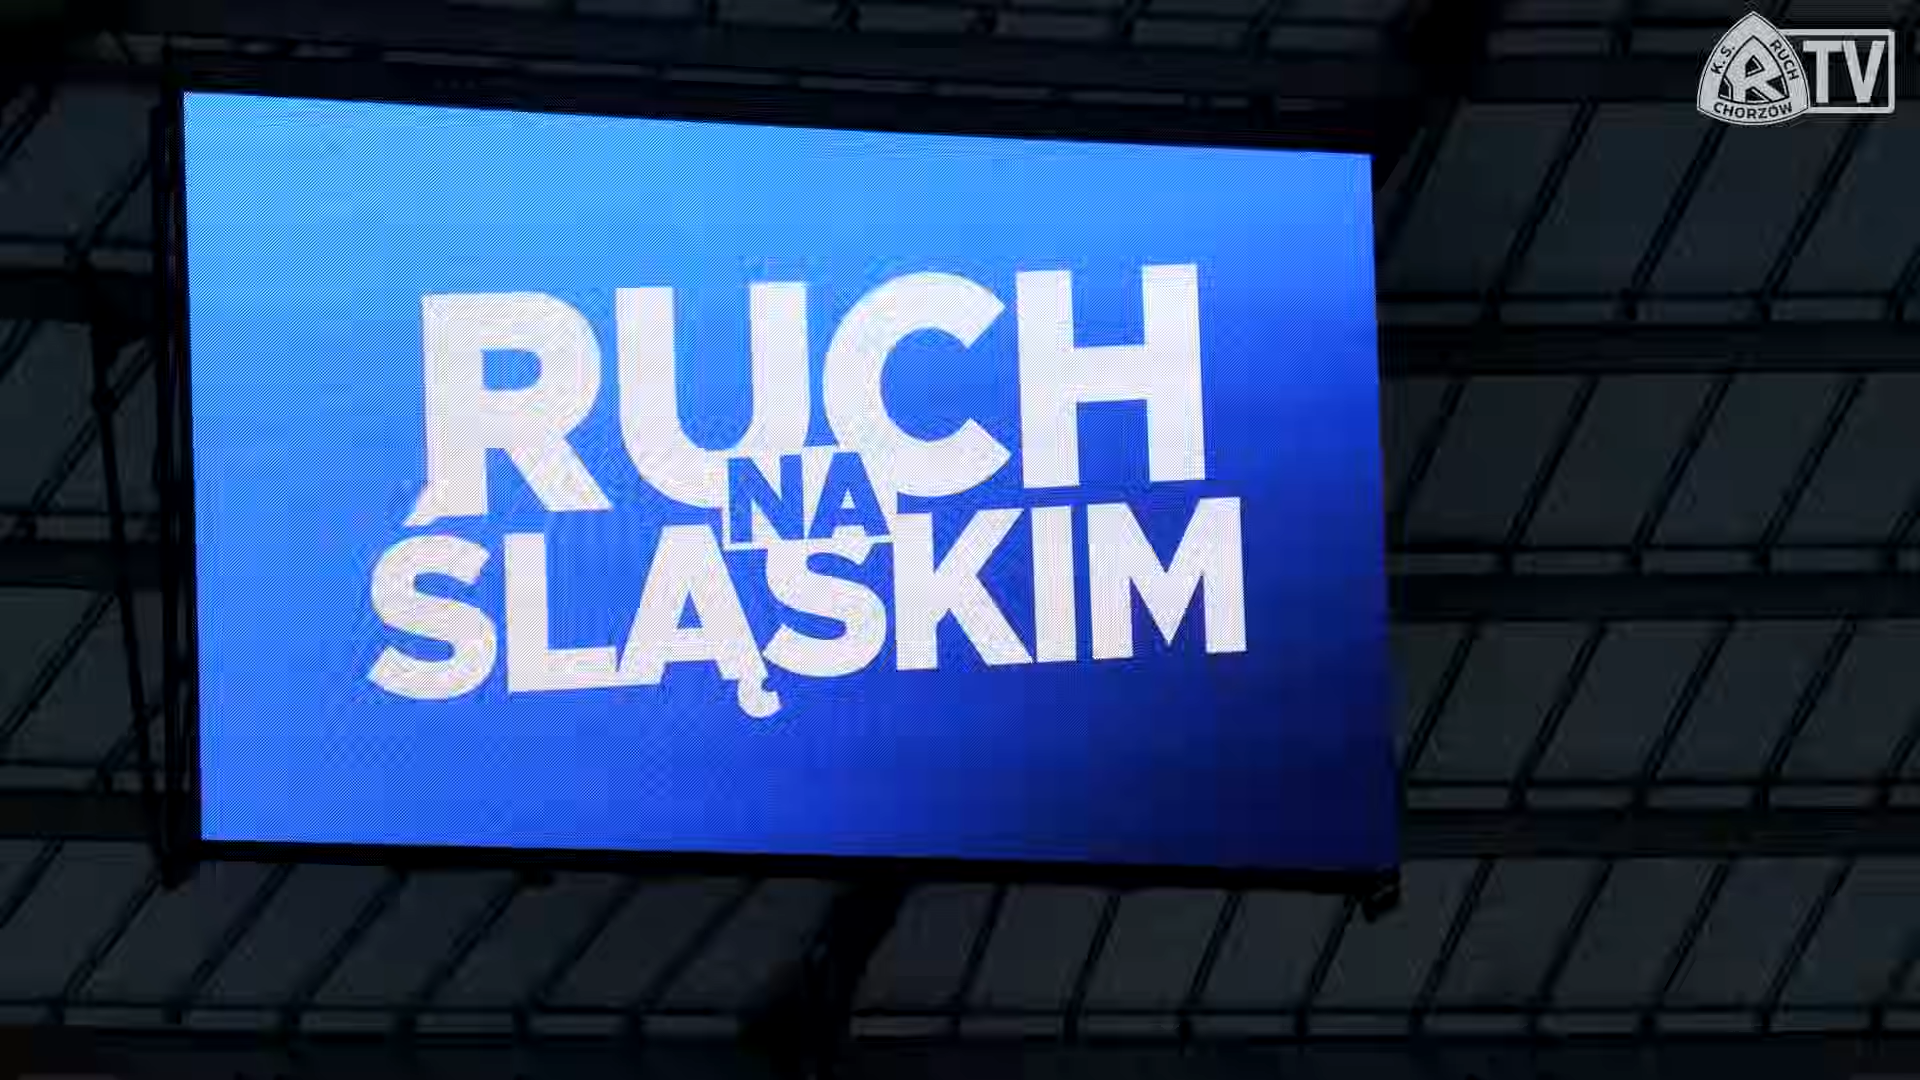 K.S. RUCH
CHORZÓW
R TV
RUCH
NA
ŚLĄSKIM